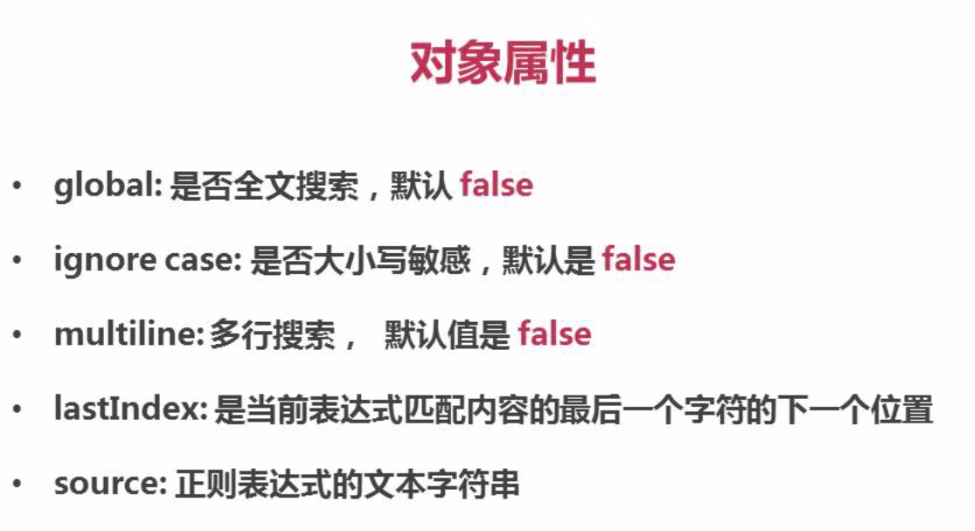 对象属性
• global: 是否全文搜索，默认 false
• ignore case: 是否大小写敏感，默认是 false
• multiline: 多行搜索， 默认值是 false
• lastIndex: 是当前表达式匹配内容的最后一个字符的下一个位置
• source: 正则表达式的文本字符串